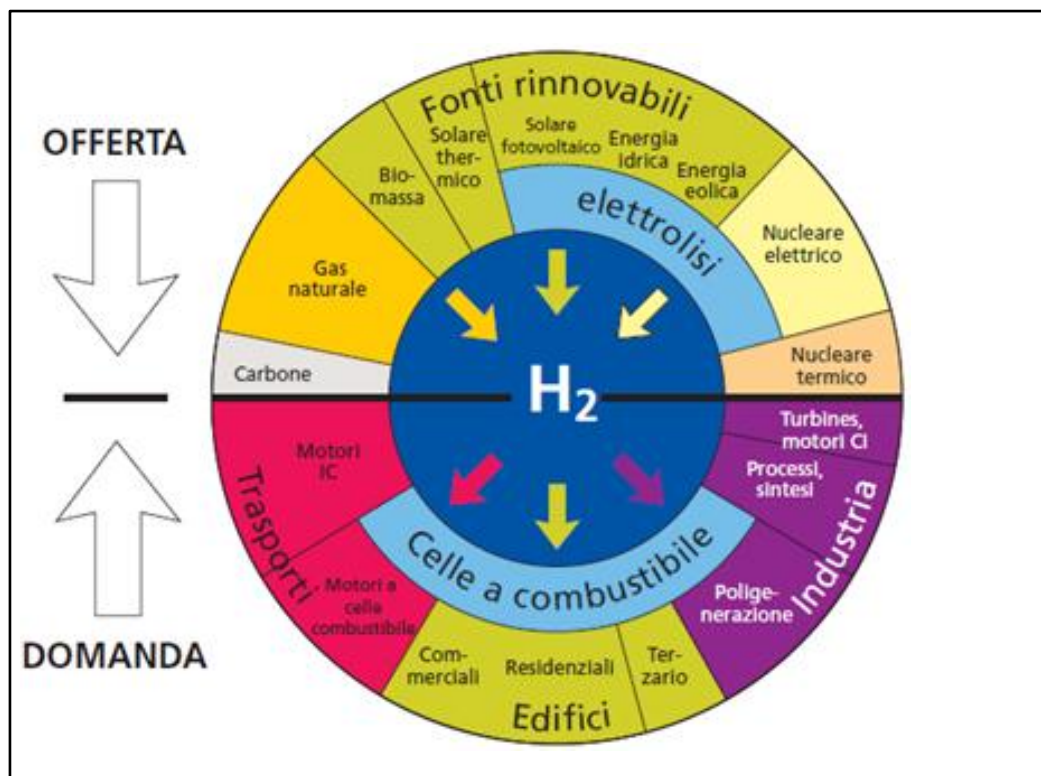 OFFERTA
Fonti rinnovabili
Solare
fotovoltaico
Energia
idrica
Energia
eolica
Solare
ther-
mico
Bio-
massa
elettrolisi
Nucleare
elettrico
Gas
naturale
Nucleare
termico
Carbone
H₂
Turbines,
motori CI
Motori
IC
Processi,
sintesi
Trasporti
Industria
Celle a combustibile
Motori a
celle
combustibile
Polige-
nerazione
DOMANDA
Com-
merciali
Residenziali
Ter-
zario
Edifici